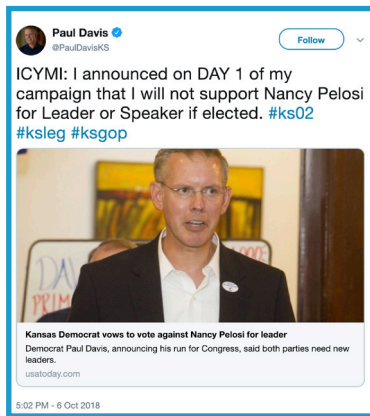 Paul Davis
@PaulDavisKS
Follow
ICYMI: I announced on DAY 1 of my
campaign that I will not support Nancy Pelosi
for Leader or Speaker if elected. #ks02
#ksleg #ksgop
DA
PRIM
Kansas Democrat vows to vote against Nancy Pelosi for leader
Democrat Paul Davis, announcing his run for Congress, said both parties need new
leaders.
usatoday.com
5:02 PM - 6 Oct 2018